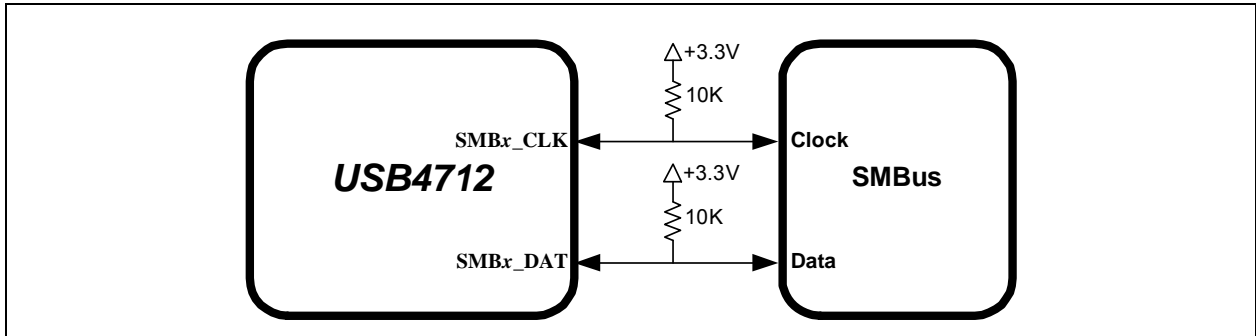 +3.3V
10K
SMBx_CLK
Clock
USB4712
SMBus
+3.3V
10K
SMBx_DAT
Data